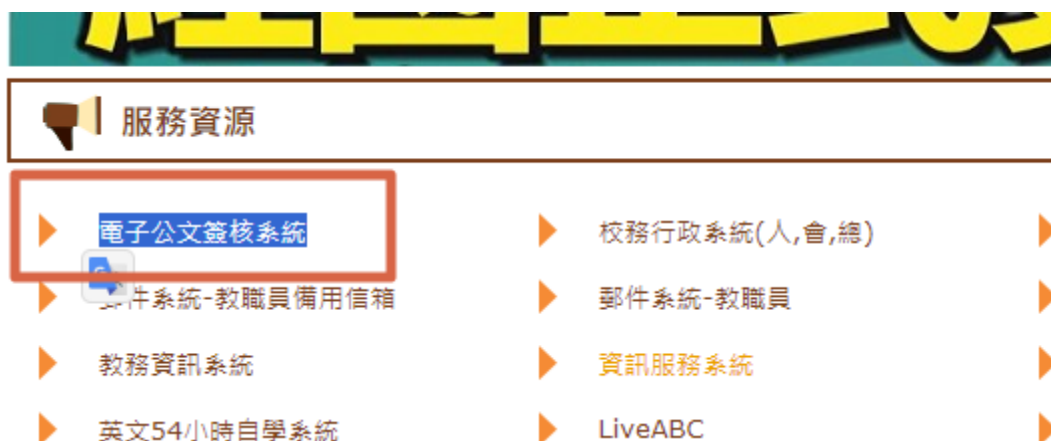 服務資源
電子公文簽核系統
校務行政系統(人,會,總)
件系統-教職員備用信箱
郵件系統-教職員
教務資訊系統
資訊服務系統
英文54小時自學系統
LiveABC